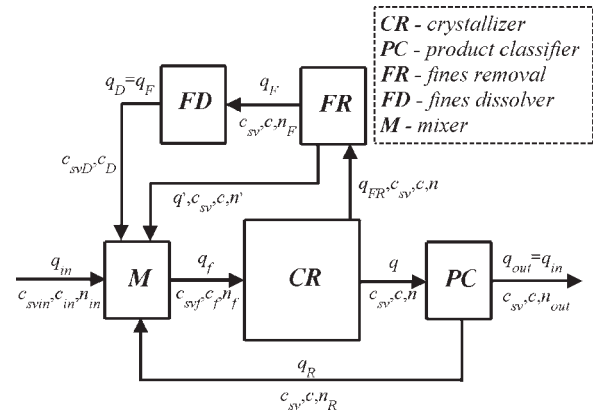 CR - crystallizer
PC - product classifier
FR - fines removal
FD - fines dissolver
M - mixer
q_D=q_F
FD
q_F
c_sv,c,n_F
FR
c_svD,c_D
q',c_sv,c,n'
q_FR,c_sv,c,n
q_in
c_svin,c_in,n_in
M
q_f
c_svf,c_f,n_f
CR
q
c_sv,c,n
PC
q_out=q_in
c_sv,c,n_out
q_R
c_sv,c,n_R